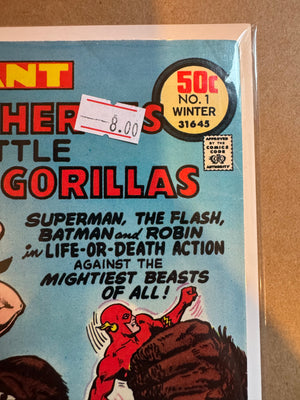 ANT
50¢
NO. 1
WINTER
31645
HER S
8.00
TTLE
GORILLAS
APPROVED
BY THE
COMICS
CODE
AUTHORITY
SUPERMAN, THE FLASH,
BATMAN and ROBIN
in LIFE-OR-DEATH ACTION
AGAINST THE
MIGHTIEST BEASTS
OF ALL!